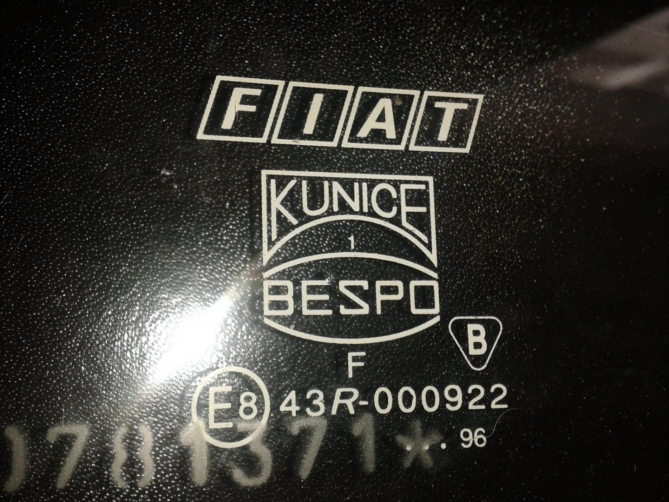 FIAT
KUNICE
1
BESPO
F
B
E8 43R-000922
0781371*
... 96